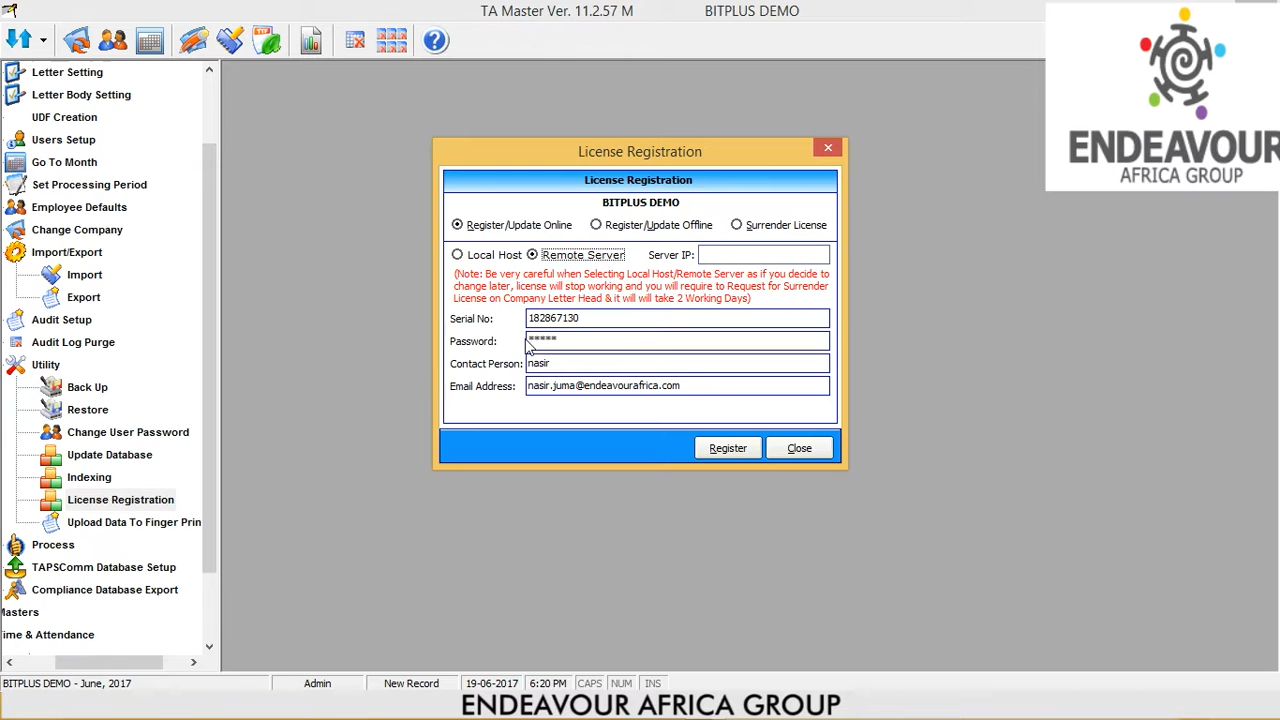 TA Master Ver. 11.2.57 M BITPLUS DEMO
ENDEAVOUR
AFRICA GROUP
Letter Setting
Letter Body Setting
UDF Creation
Users Setup
Go To Month
Set Processing Period
Employee Defaults
Change Company
Import/Export
Import
Export
Audit Setup
Audit Log Purge
Utility
Back Up
Restore
Change User Password
Update Database
Indexing
License Registration
Upload Data To Finger Prin
Process
TAPSComm Database Setup
Compliance Database Export
Masters
ime & Attendance
License Registration
License Registration
BITPLUS DEMO
Register/Update Online Register/Update Offline Surrender License
Local Host Remote Server Server IP:
(Note: Be very careful when Selecting Local Host/Remote Server as if you decide to
change later, license will stop working and you will require to Request for Surrender
License on Company Letter Head & it will will take 2 Working Days)
Serial No: 182867130
Password: *****
Contact Person: nasir
Email Address: nasir.juma@endeavourafrica.com
Register Close
BITPLUS DEMO - June, 2017 Admin New Record 19-06-2017 6:20 PM CAPS NUM INS
ENDEAVOUR AFRICA GROUP